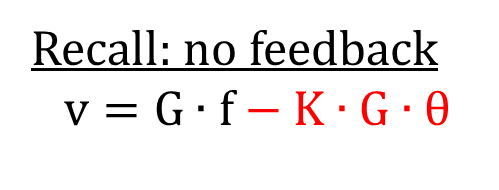 Recall: no feedback
v = G · f − K · G · θ